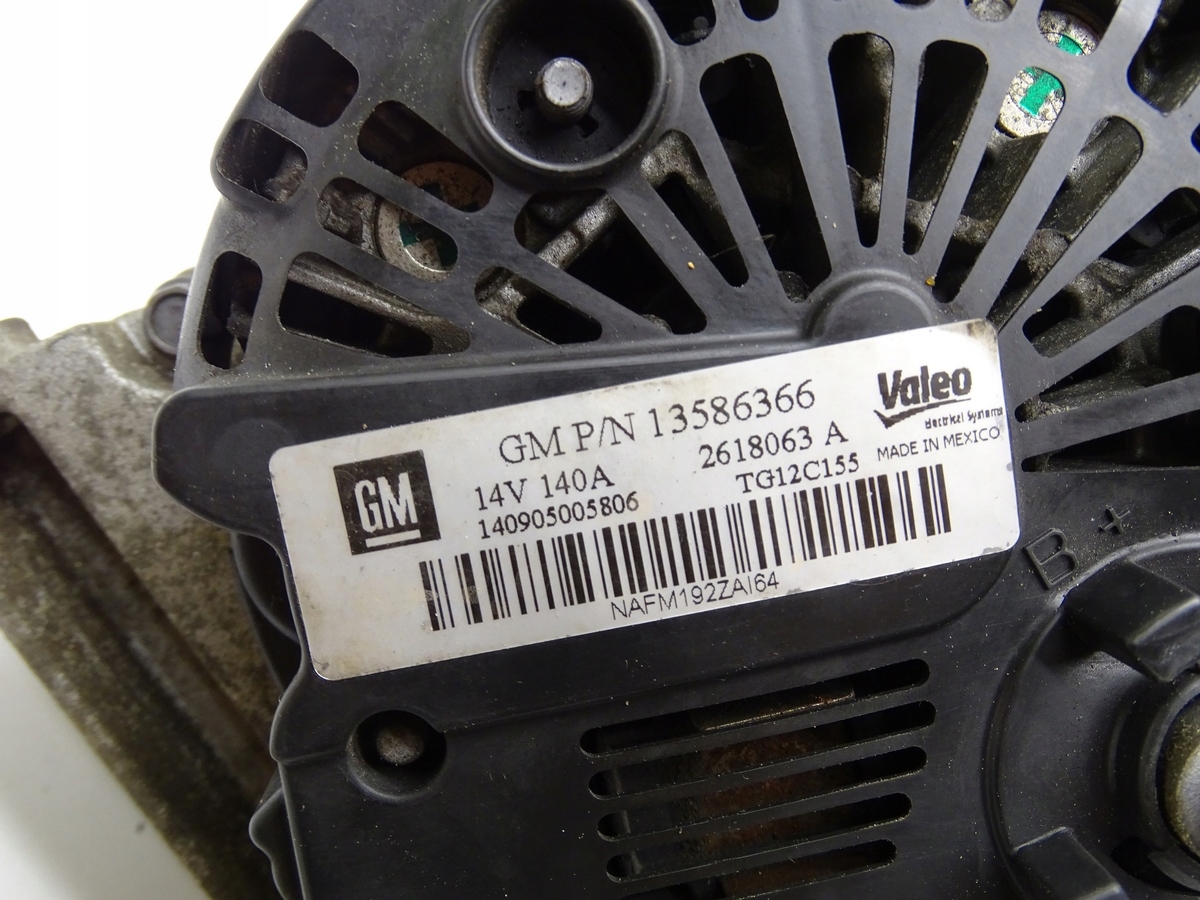 GM P/N 13586366
Valeo
electrical Systems
14V 140A
2618063 A
MADE IN MEXICO
GM
140905005806
TG12C155
NAFM192ZAI64
B +